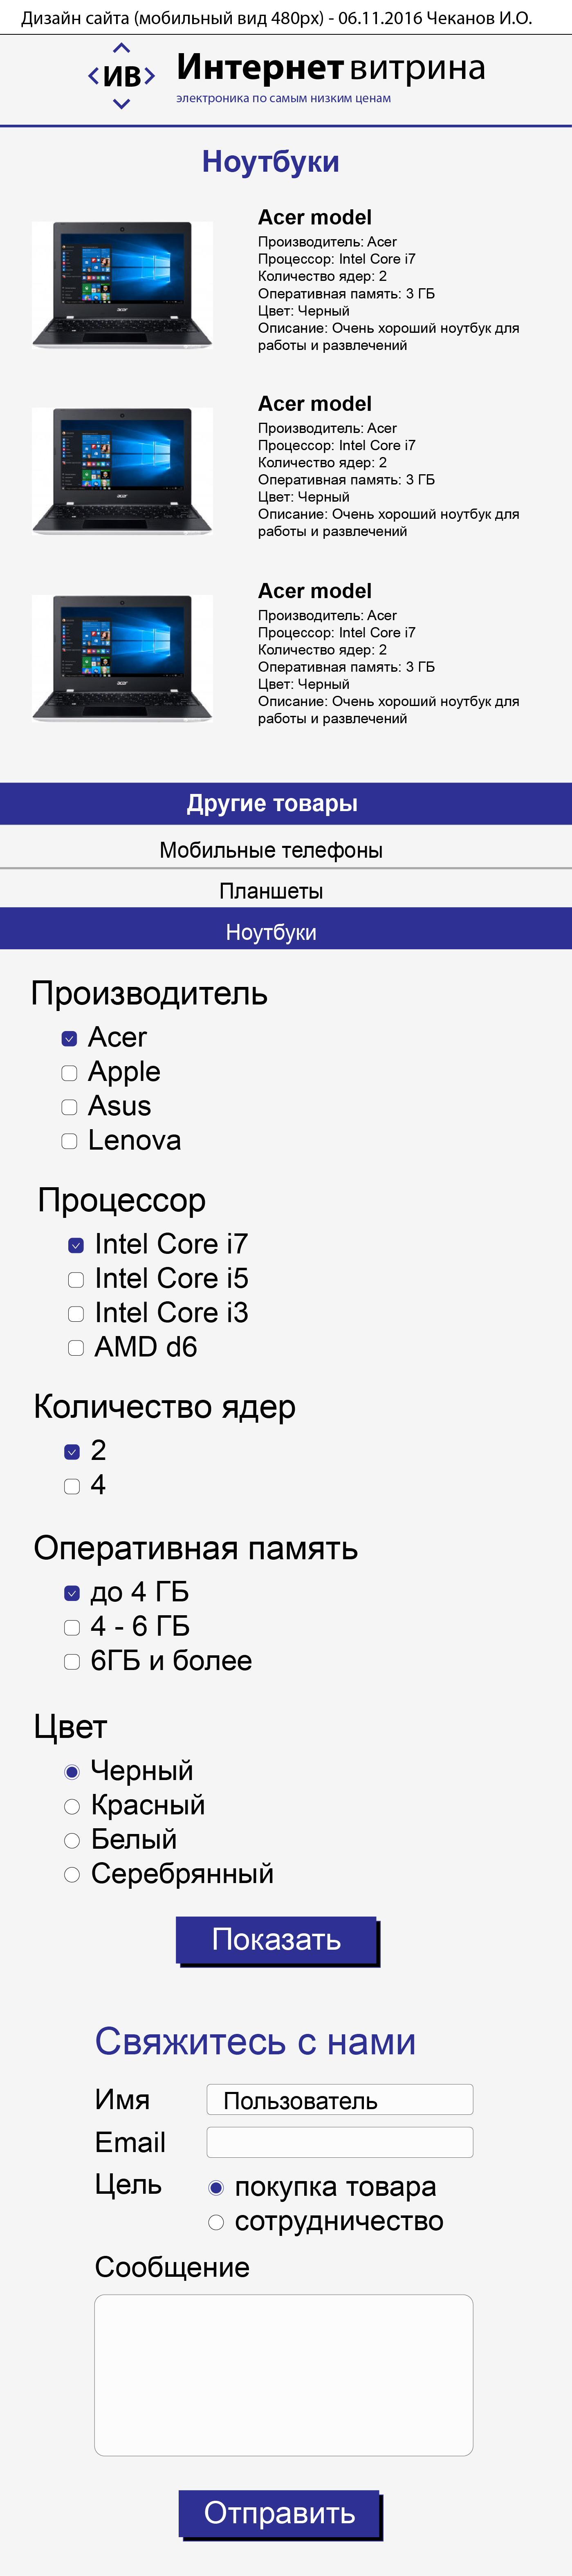 Дизайн сайта (мобильный вид 480px) - 06.11.2016 Чеканов И.О.
ИВ
Интернет витрина
электроника по самым низким ценам
Ноутбуки
Acer model
Производитель: Acer
Процессор: Intel Core i7
Количество ядер: 2
Оперативная память: 3 ГБ
Цвет: Черный
Описание: Очень хороший ноутбук для
работы и развлечений
Acer model
Производитель: Acer
Процессор: Intel Core i7
Количество ядер: 2
Оперативная память: 3 ГБ
Цвет: Черный
Описание: Очень хороший ноутбук для
работы и развлечений
Acer model
Производитель: Acer
Процессор: Intel Core i7
Количество ядер: 2
Оперативная память: 3 ГБ
Цвет: Черный
Описание: Очень хороший ноутбук для
работы и развлечений
Другие товары
Мобильные телефоны
Планшеты
Ноутбуки
Производитель
Acer
Apple
Asus
Lenova
Процессор
Intel Core i7
Intel Core i5
Intel Core i3
AMD d6
Количество ядер
2
4
Оперативная память
до 4 ГБ
4 - 6 ГБ
6ГБ и более
Цвет
Черный
Красный
Белый
Серебрянный
Показать
Свяжитесь с нами
Имя Пользователь
Email
Цель покупка товара
сотрудничество
Сообщение
Отправить